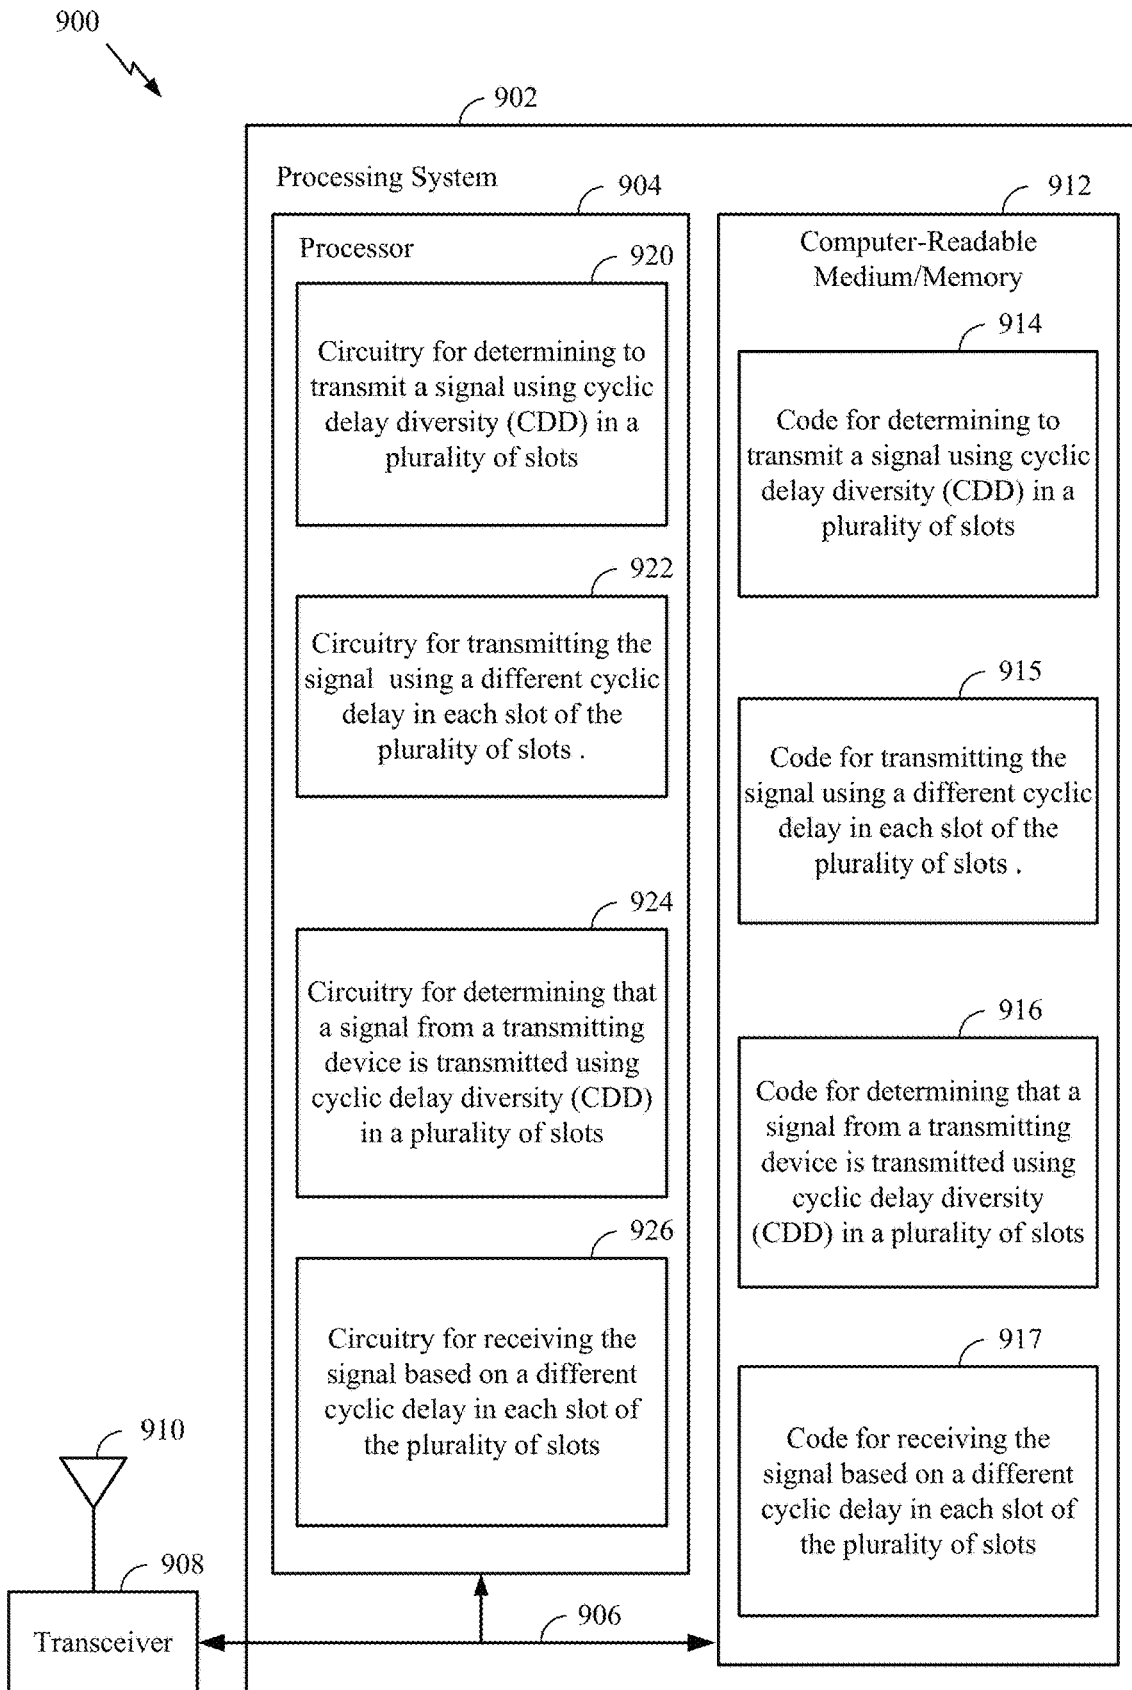 900
902
Processing System
904
Processor
920
Circuitry for determining to
transmit a signal using cyclic
delay diversity (CDD) in a
plurality of slots
922
Circuitry for transmitting the
signal using a different cyclic
delay in each slot of the
plurality of slots .
924
Circuitry for determining that
a signal from a transmitting
device is transmitted using
cyclic delay diversity (CDD)
in a plurality of slots
926
Circuitry for receiving the
signal based on a different
cyclic delay in each slot of
the plurality of slots
912
Computer-Readable
Medium/Memory
914
Code for determining to
transmit a signal using cyclic
delay diversity (CDD) in a
plurality of slots
915
Code for transmitting the
signal using a different cyclic
delay in each slot of the
plurality of slots .
916
Code for determining that a
signal from a transmitting
device is transmitted using
cyclic delay diversity
(CDD) in a plurality of slots
917
Code for receiving the
signal based on a different
cyclic delay in each slot of
the plurality of slots
910
908
Transceiver
906